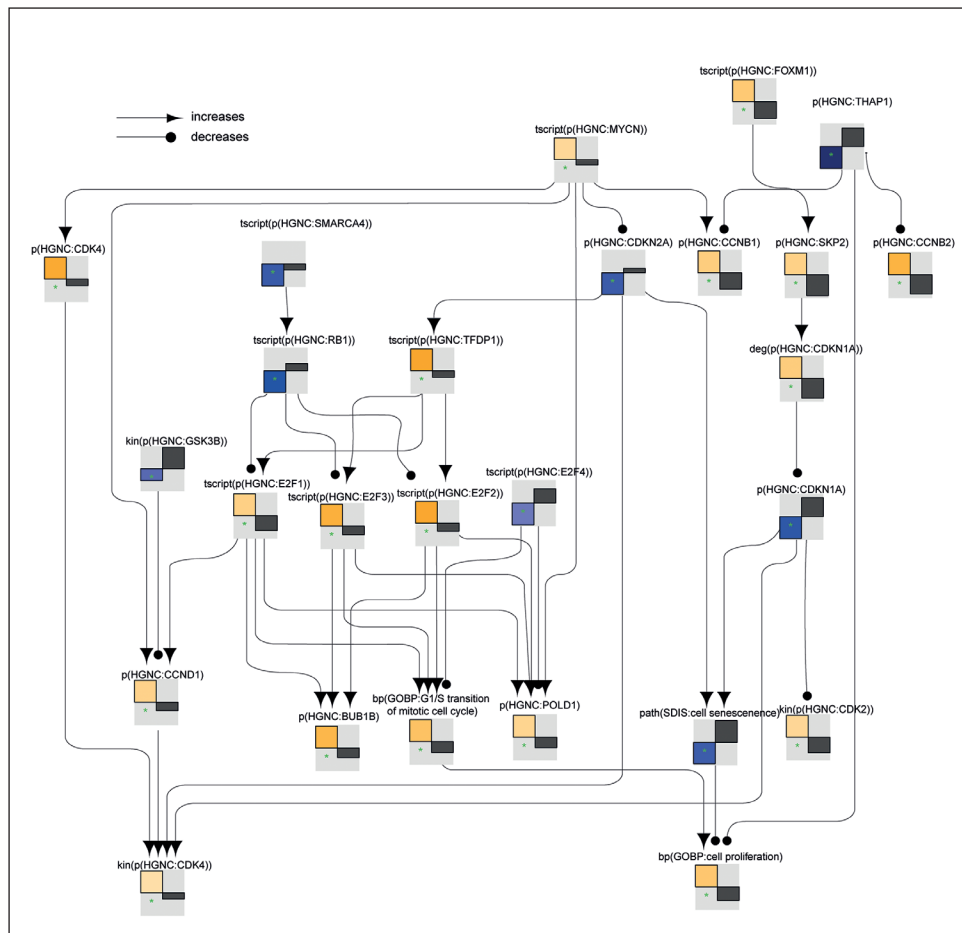 tscript(p(HGNC:FOXM1))
p(HGNC:THAP1)
increases
decreases
tscript(p(HGNC:MYCN))
tscript(p(HGNC:SMARCA4))
p(HGNC:CDK4)
p(HGNC:CDKN2A)
p(HGNC:CCNB1)
p(HGNC:SKP2)
p(HGNC:CCNB2)
tscript(p(HGNC:RB1))
tscript(p(HGNC:TFDP1))
deg(p(HGNC:CDKN1A))
kin(p(HGNC:GSK3B))
tscript(p(HGNC:E2F1))
tscript(p(HGNC:E2F3))
tscript(p(HGNC:E2F2))
tscript(p(HGNC:E2F4))
p(HGNC:CDKN1A)
p(HGNC:CCND1)
p(HGNC:BUB1B)
bp(GOBP:G1/S transition
of mitotic cell cycle)
p(HGNC:POLD1)
path(SDIS:cell senescenence)
kin(p(HGNC:CDK2))
kin(p(HGNC:CDK4))
bp(GOBP:cell proliferation)